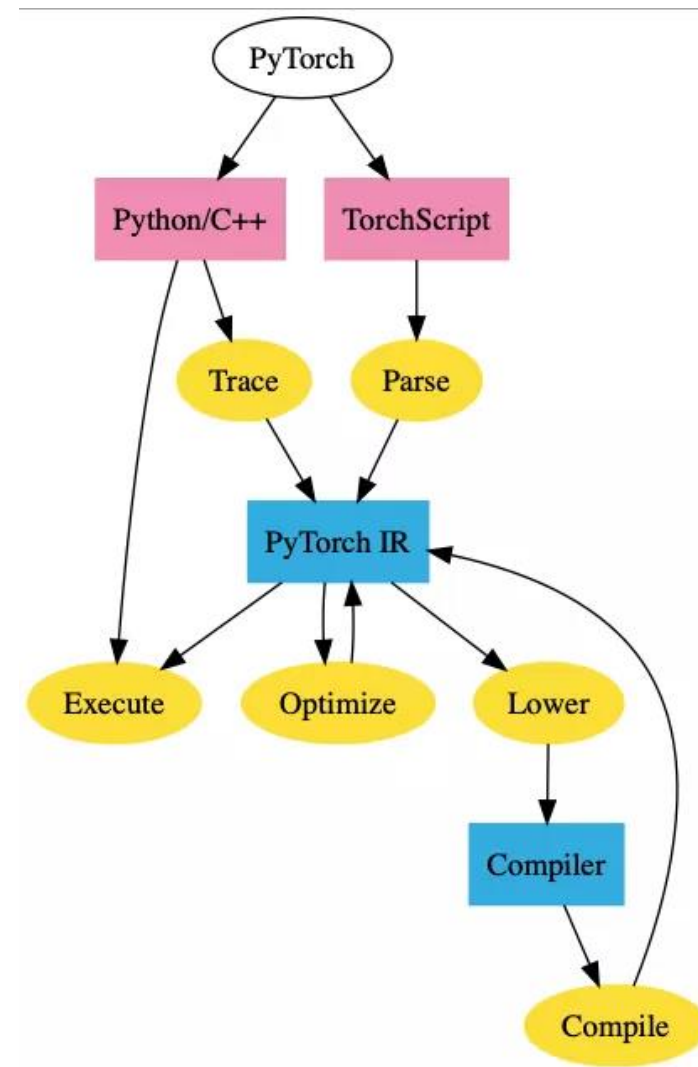 PyTorch
Python/C++
TorchScript
Trace
Parse
PyTorch IR
Execute
Optimize
Lower
Compiler
Compile